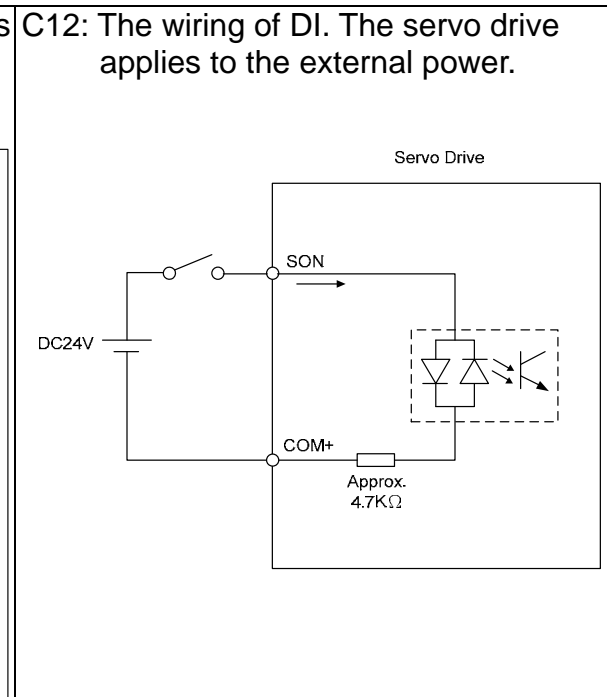 s
C12: The wiring of DI. The servo drive
applies to the external power.
Servo Drive
SON
DC24V
COM+
Approx.
4.7KΩ